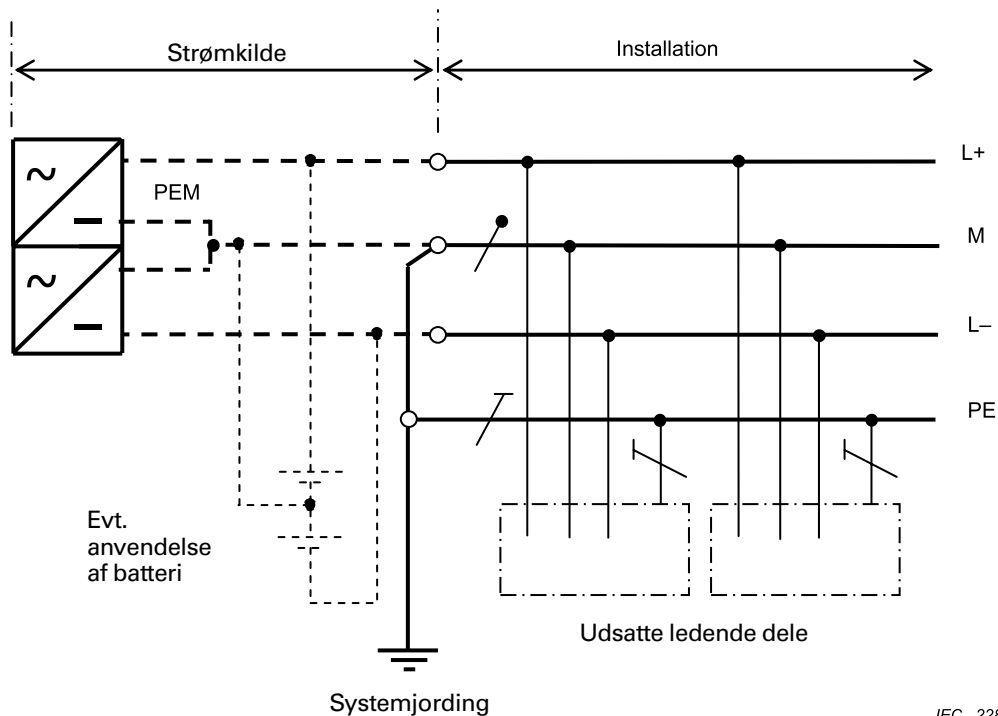 Strømkilde
Installation
L+
PEM
M
L–
PE
Evt.
anvendelse
af batteri
Udsatte ledende dele
Systemjording